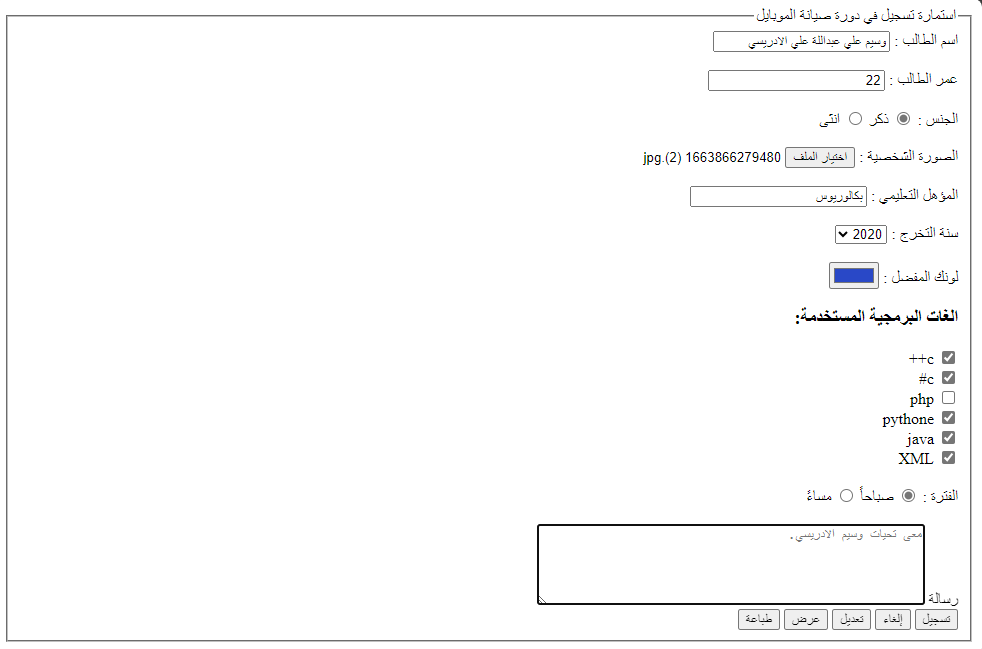 استمارة تسجيل في دورة صيانة الموبايل
اسم الطالب : وسيم علي عبداللة علي الادريسي
عمر الطالب : 22
الجنس : ذكر انثى
الصورة الشخصية : اختيار الملف 1663866279480 (2).jpg
المؤهل التعليمي : بكالوريوس
سنة التخرج : 2020
لونك المفضل :
الغات البرمجية المستخدمة:
c++
c#
php
pythone
java
XML
الفترة : صباحاً مساءً
معى تحيات وسيم الادريسي.
رسالة
تسجيل إلغاء تعديل عرض طباعة